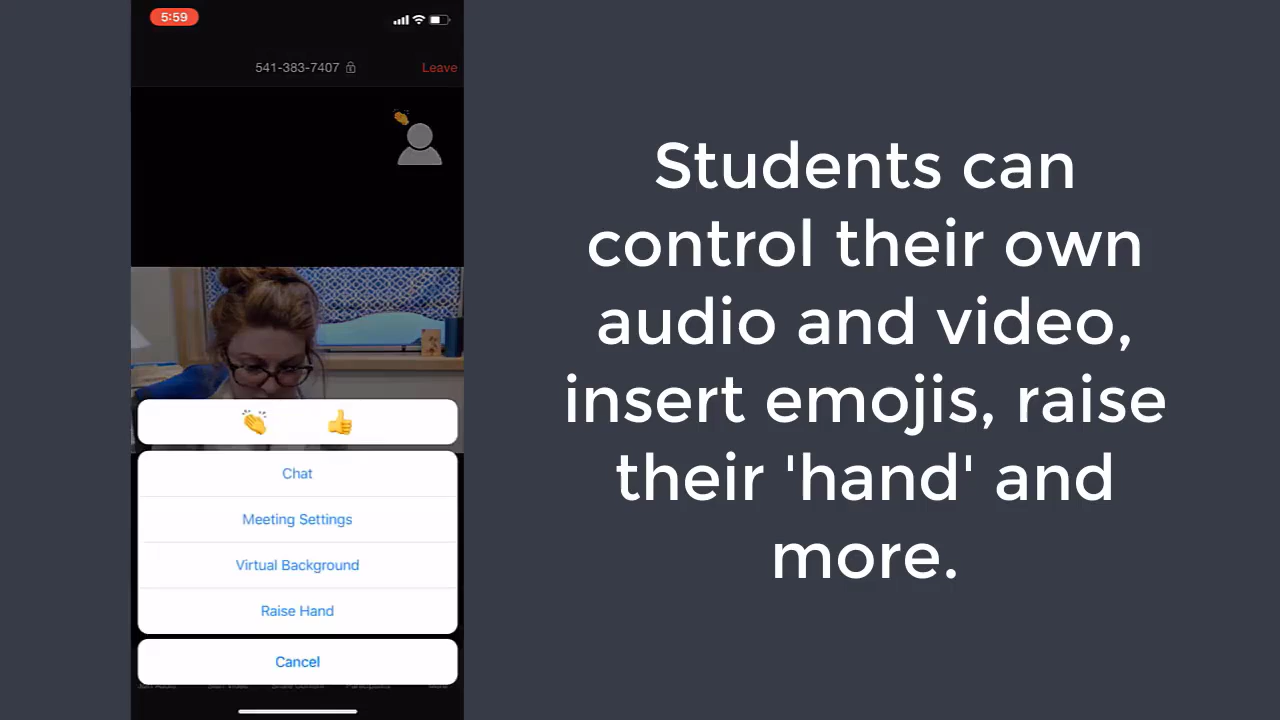 5:59
541-383-7407
Leave
Chat
Meeting Settings
Virtual Background
Raise Hand
Cancel
Students can
control their own
audio and video,
insert emojis, raise
their 'hand' and
more.